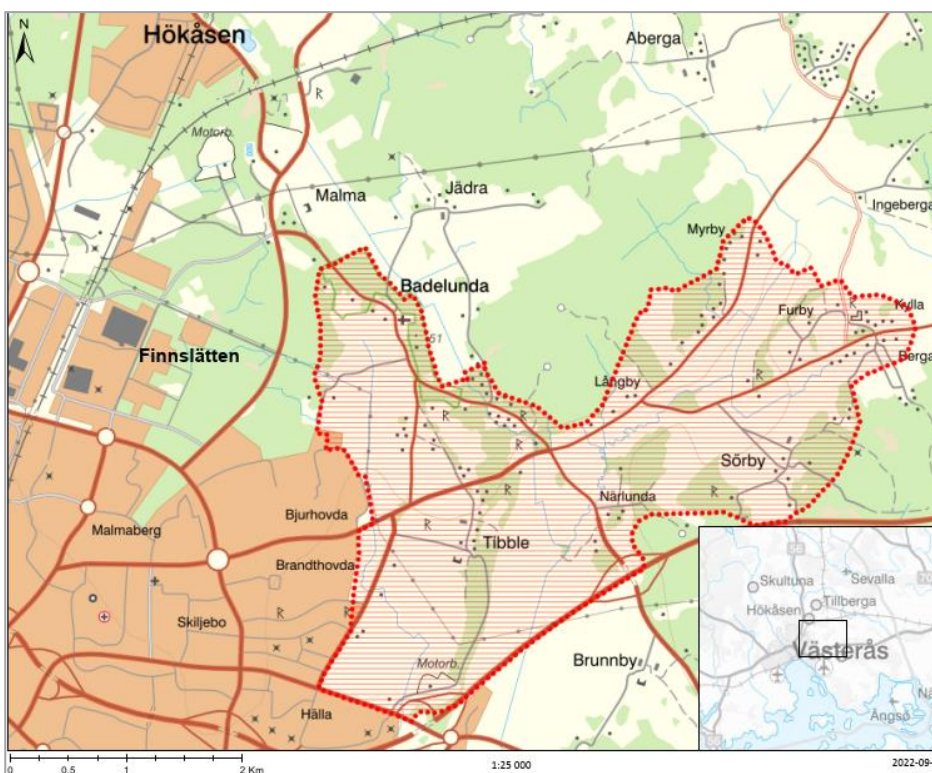 Hökåsen
N
Aberga
R
Motorb.
Malma
Jädra
Ingeberga
Myrby
Badelunda
Furby
R
Kylla
51
Finnslätten
Berga
R
Långby
R
R
Sörby
R
Närlunda
R
Bjurhovda
R
Malmaberg
Tibble
Brandthovda
Skultuna
Sevalla
Hökåsen
Tillberga
R
R
Skiljebo
Västerås
Brunnby
Motorb.
Hälla
Ängsö
0
0.5
1
2 Km
1:25 000
2022-09-